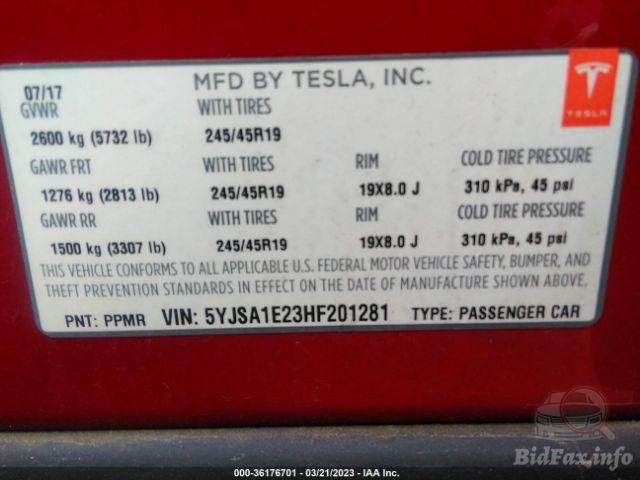 07/17 MFD BY TESLA, INC.
GVWR WITH TIRES
TESLA
2600 kg (5732 lb) 245/45R19
GAWR FRT WITH TIRES RIM COLD TIRE PRESSURE
1276 kg (2813 lb) 245/45R19 19X8.0 J 310 kPa, 45 psi
GAWR RR WITH TIRES RIM COLD TIRE PRESSURE
1500 kg (3307 lb) 245/45R19 19X8.0 J 310 kPa, 45 psi
THIS VEHICLE CONFORMS TO ALL APPLICABLE U.S. FEDERAL MOTOR VEHICLE SAFETY, BUMPER, AND
THEFT PREVENTION STANDARDS IN EFFECT ON THE DATE OF MANUFACTURE SHOWN ABOVE.
PNT: PPMR VIN: 5YJSA1E23HF201281 TYPE: PASSENGER CAR
BidFax.info
000-36176701 - 03/21/2023 - IAA Inc.